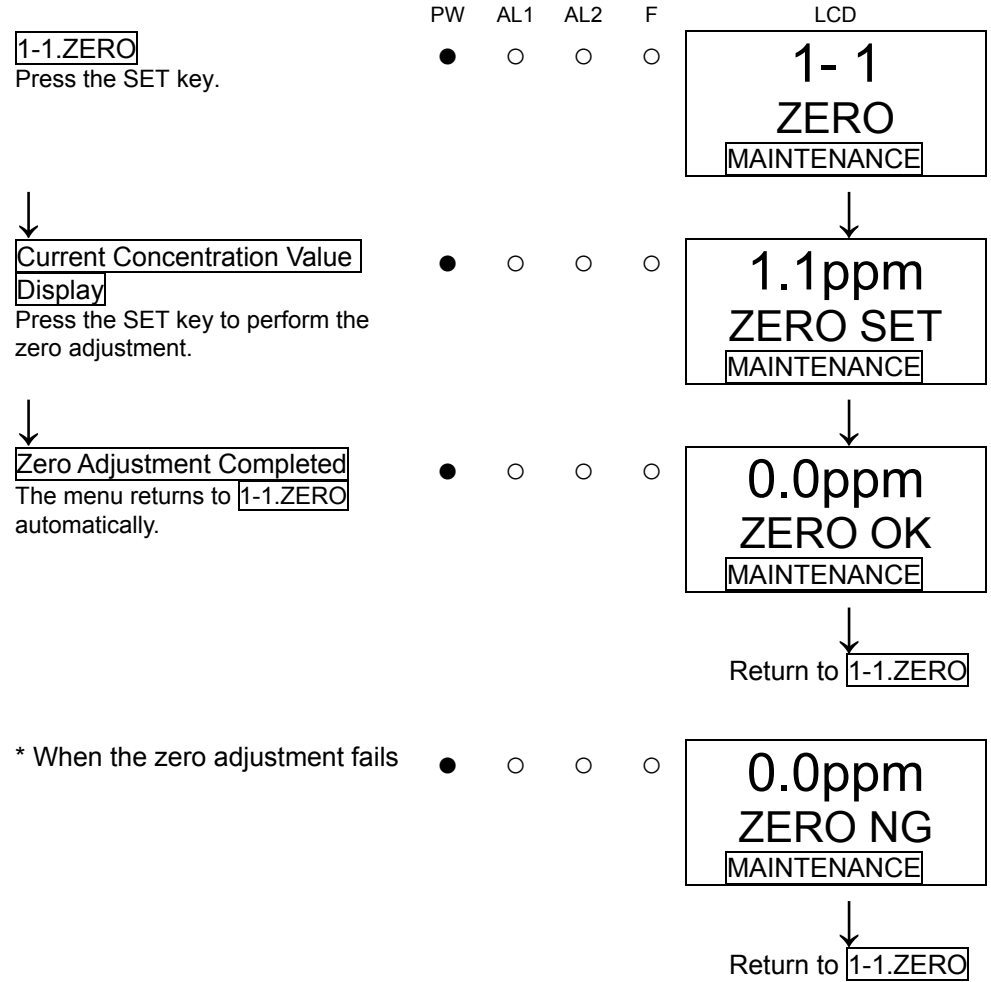 PW AL1 AL2 F LCD
1-1.ZERO
Press the SET key.
● ○ ○ ○
1- 1
ZERO
MAINTENANCE
↓ ↓
Current Concentration Value
Display
Press the SET key to perform the
zero adjustment.
● ○ ○ ○
1.1ppm
ZERO SET
MAINTENANCE
↓ ↓
Zero Adjustment Completed
The menu returns to 1-1.ZERO
automatically.
● ○ ○ ○
0.0ppm
ZERO OK
MAINTENANCE
↓
Return to 1-1.ZERO
* When the zero adjustment fails
● ○ ○ ○
0.0ppm
ZERO NG
MAINTENANCE
↓
Return to 1-1.ZERO